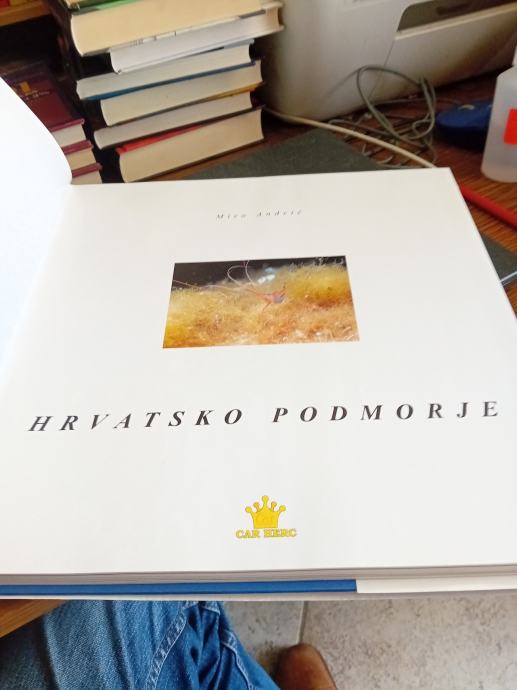 Miro Andrić
HRVATSKO PODMORJE
CAR HERC